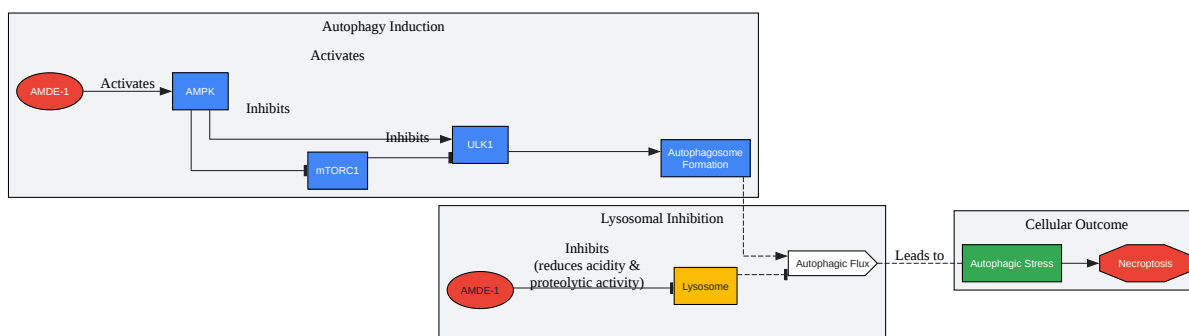 Autophagy Induction
Activates
AMDE-1
Activates
AMPK
Inhibits
Inhibits
ULK1
mTORC1
Autophagosome
Formation
Lysosomal Inhibition
Inhibits
(reduces acidity &
proteolytic activity)
AMDE-1
Lysosome
Autophagic Flux
Leads to
Cellular Outcome
Autophagic Stress
Necroptosis